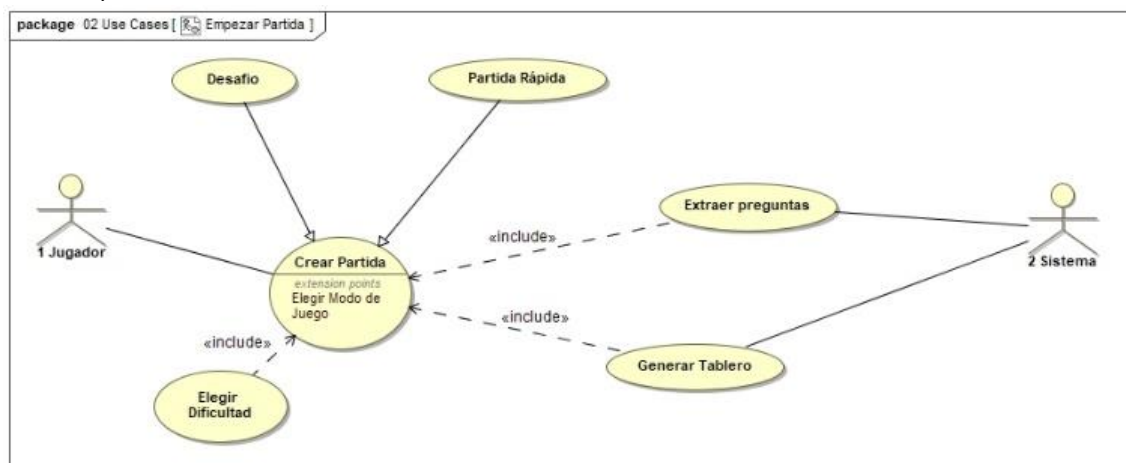 package 02 Use Cases [ Empezar Partida ]
Desafio
Partida Rápida
Extraer preguntas
1 Jugador
«include»
2 Sistema
Crear Partida
extension points
Elegir Modo de
Juego
«include»
«include»
Generar Tablero
Elegir
Dificultad